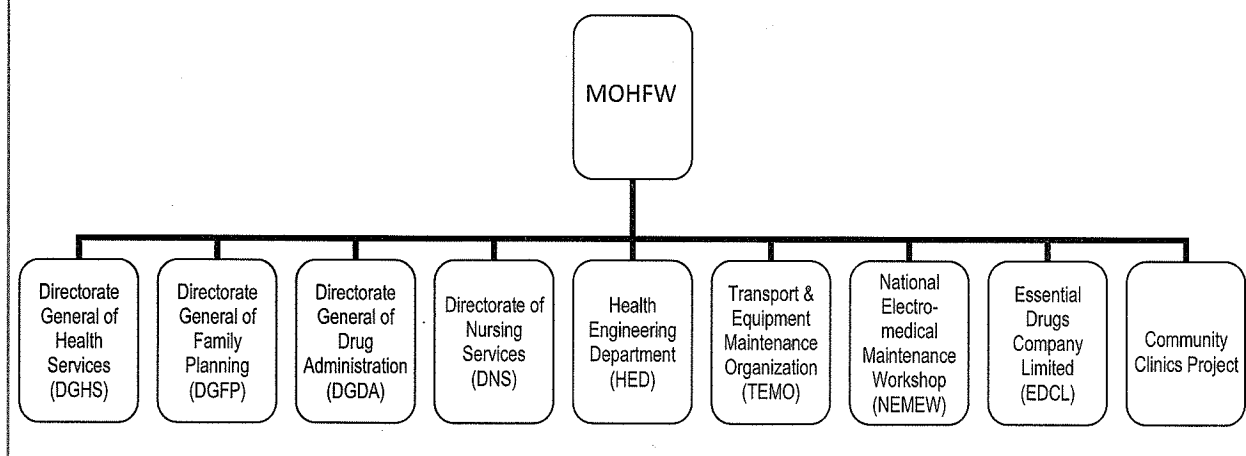 MOHFW
Directorate
General of
Health
Services
(DGHS)
Directorate
General of
Family
Planning
(DGFP)
Directorate
General of
Drug
Administration
(DGDA)
Directorate of
Nursing
Services
(DNS)
Health
Engineering
Department
(HED)
Transport &
Equipment
Maintenance
Organization
(TEMO)
National
Electro-
medical
Maintenance
Workshop
(NEMEW)
Essential
Drugs
Company
Limited
(EDCL)
Community
Clinics Project